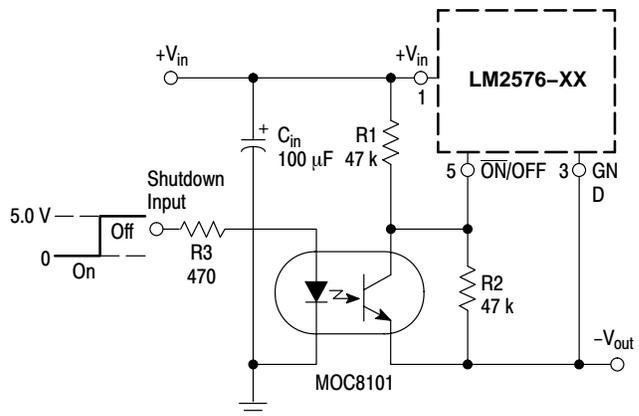 +Vin
+Vin
1
LM2576–XX
+
Cin
100 µF
R1
47 k
5
ON/OFF
3
GN
D
Shutdown
Input
5.0 V
Off
0
On
R3
470
R2
47 k
–Vout
MOC8101